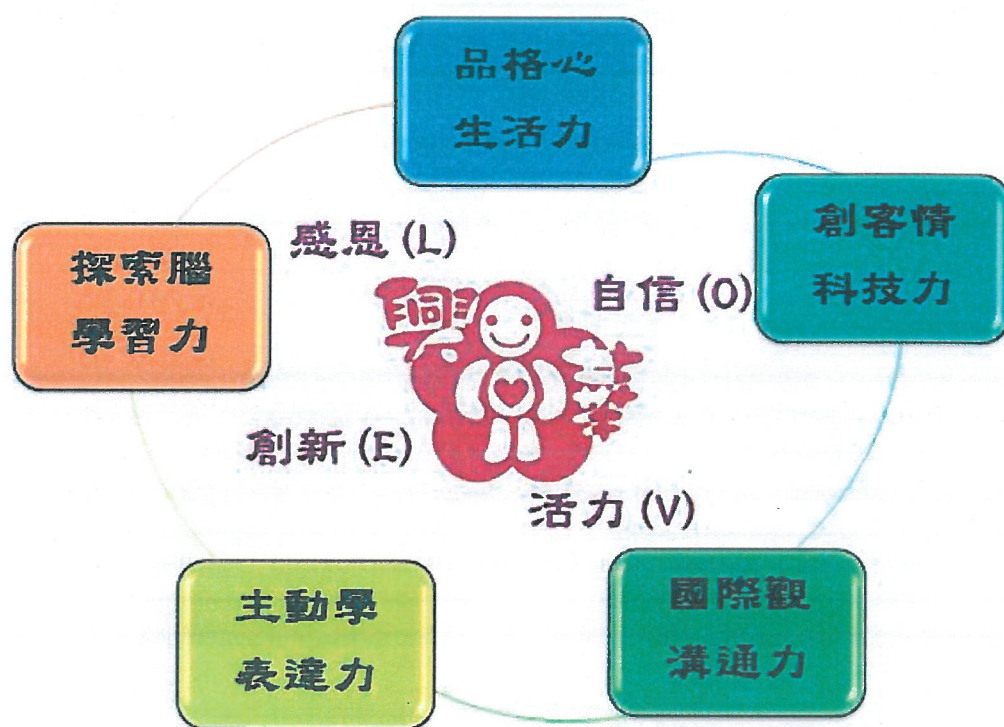 品格心
生活力
創客情
科技力
國際觀
溝通力
主動學
表達力
探索腦
學習力
感恩(L)
自信(O)
活力(V)
創新(E)
興華